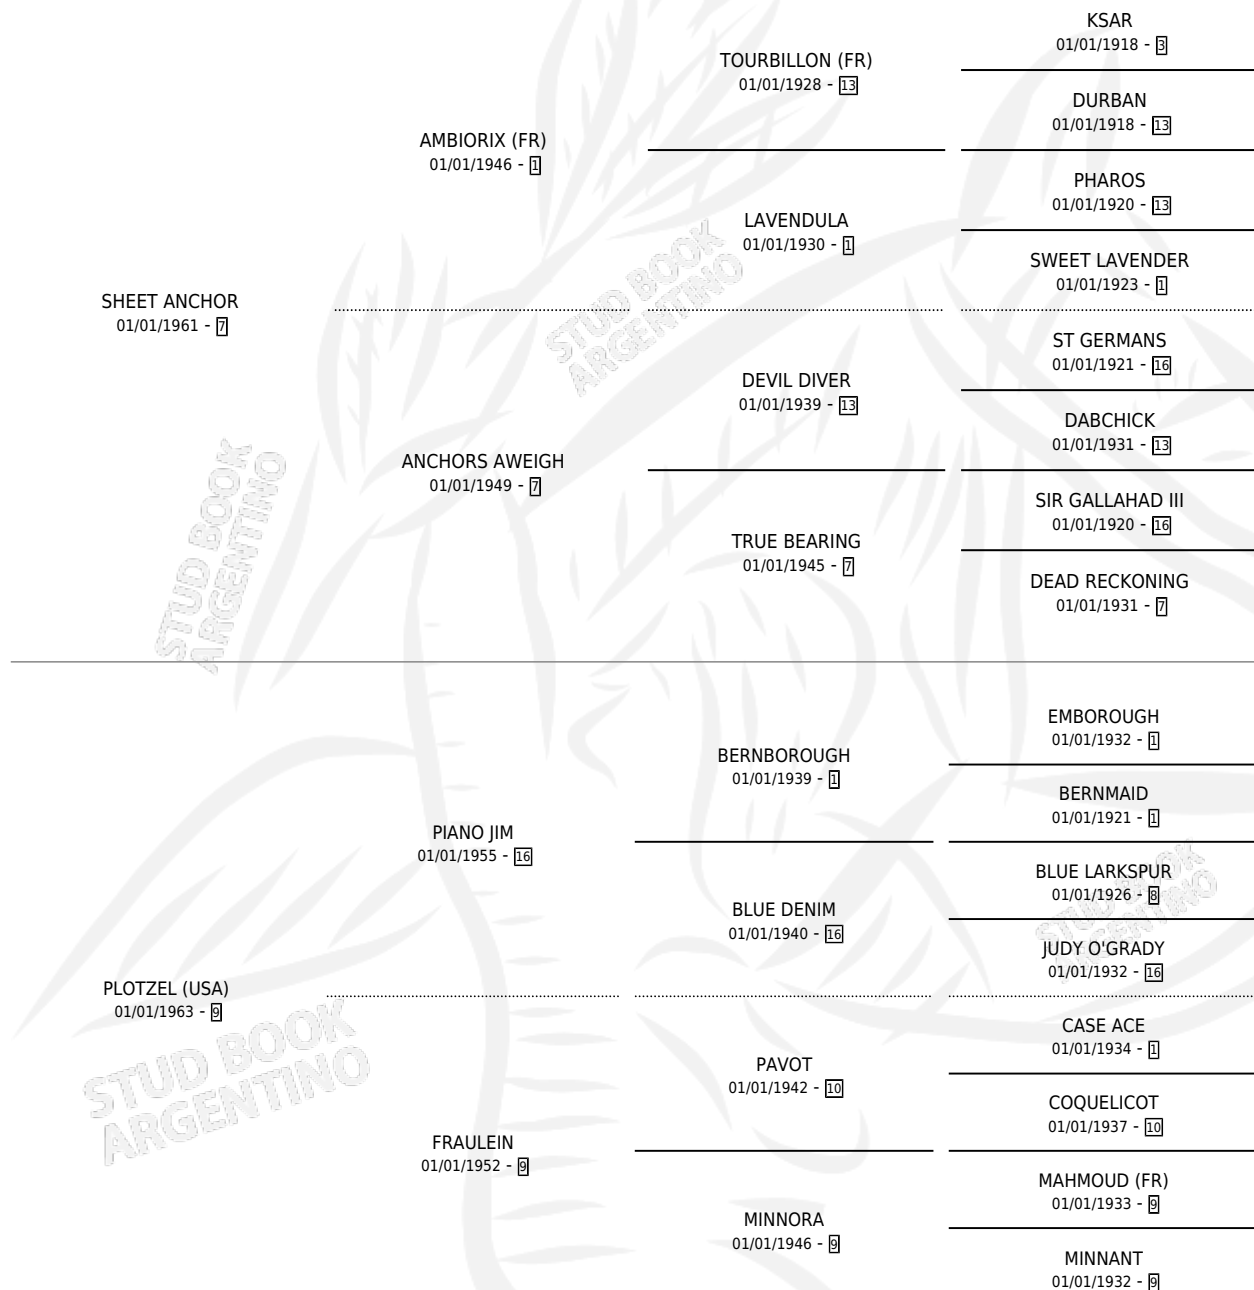 KSAR
01/01/1918 - 3
TOURBILLON (FR)
01/01/1928 - 13
DURBAN
01/01/1918 - 13
AMBIORIX (FR)
01/01/1946 - 1
PHAROS
01/01/1920 - 13
LAVENDULA
01/01/1930 - 1
SWEET LAVENDER
01/01/1923 - 1
SHEET ANCHOR
01/01/1961 - 7
STUD BOOK
ARGENTINO
ST GERMANS
01/01/1921 - 16
DEVIL DIVER
01/01/1939 - 13
DABCHICK
01/01/1931 - 13
ANCHORS AWEIGH
01/01/1949 - 7
SIR GALLAHAD III
01/01/1920 - 16
TRUE BEARING
01/01/1945 - 7
DEAD RECKONING
01/01/1931 - 7
STUD BOOK
ARGENTINO
EMBOROUGH
01/01/1932 - 1
BERNBOROUGH
01/01/1939 - 1
BERNMAID
01/01/1921 - 1
PIANO JIM
01/01/1955 - 16
BLUE LARKSPUR
01/01/1926 - 8
BLUE DENIM
01/01/1940 - 16
JUDY O'GRADY
01/01/1932 - 16
STUD BOOK
ARGENTINO
PLOTZEL (USA)
01/01/1963 - 9
CASE ACE
01/01/1934 - 1
PAVOT
01/01/1942 - 10
COQUELICOT
01/01/1937 - 10
STUD BOOK
ARGENTINO
FRAULEIN
01/01/1952 - 9
MAHMOUD (FR)
01/01/1933 - 9
MINNORA
01/01/1946 - 9
MINNANT
01/01/1932 - 9